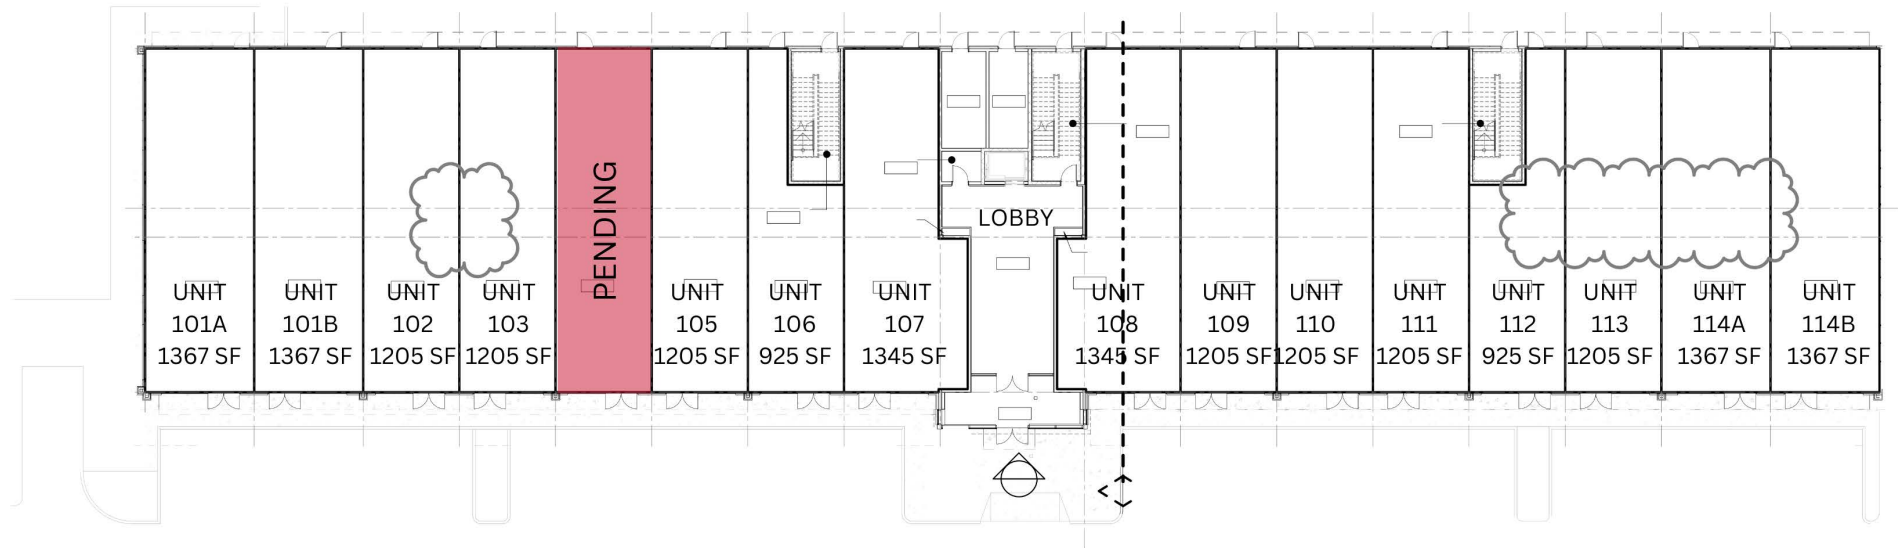 PENDING
LOBBY
UNIT
101A
1367 SF
UNIT
101B
1367 SF
UNIT
102
1205 SF
UNIT
103
1205 SF
UNIT
105
1205 SF
UNIT
106
925 SF
UNIT
107
1345 SF
UNIT
108
1345 SF
UNIT
109
1205 SF
UNIT
110
1205 SF
UNIT
111
1205 SF
UNIT
112
925 SF
UNIT
113
1205 SF
UNIT
114A
1367 SF
UNIT
114B
1367 SF